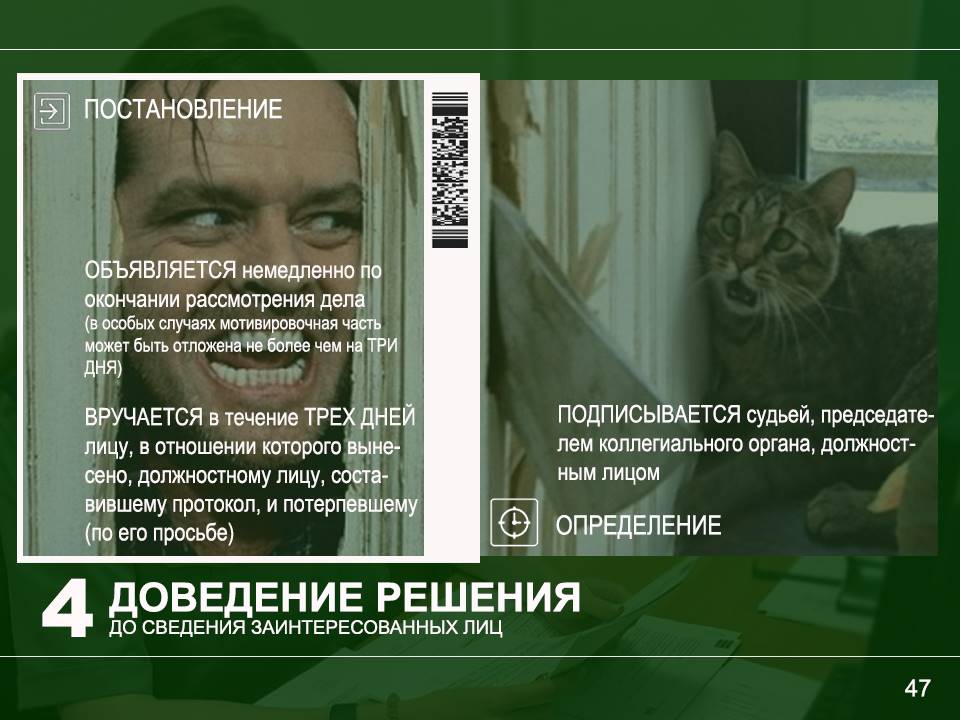 ПОСТАНОВЛЕНИЕ
ОБЪЯВЛЯЕТСЯ немедленно по
окончании рассмотрения дела
(в особых случаях мотивировочная часть
может быть отложена не более чем на ТРИ
ДНЯ)
ВРУЧАЕТСЯ в течение ТРЕХ ДНЕЙ
лицу, в отношении которого выне-
сено, должностному лицу, соста-
вившему протокол, и потерпевшему
(по его просьбе)
ПОДПИСЫВАЕТСЯ судьей, председате-
лем коллегиального органа, должност-
ным лицом
ОПРЕДЕЛЕНИЕ
4 ДОВЕДЕНИЕ РЕШЕНИЯ
ДО СВЕДЕНИЯ ЗАИНТЕРЕСОВАННЫХ ЛИЦ
47